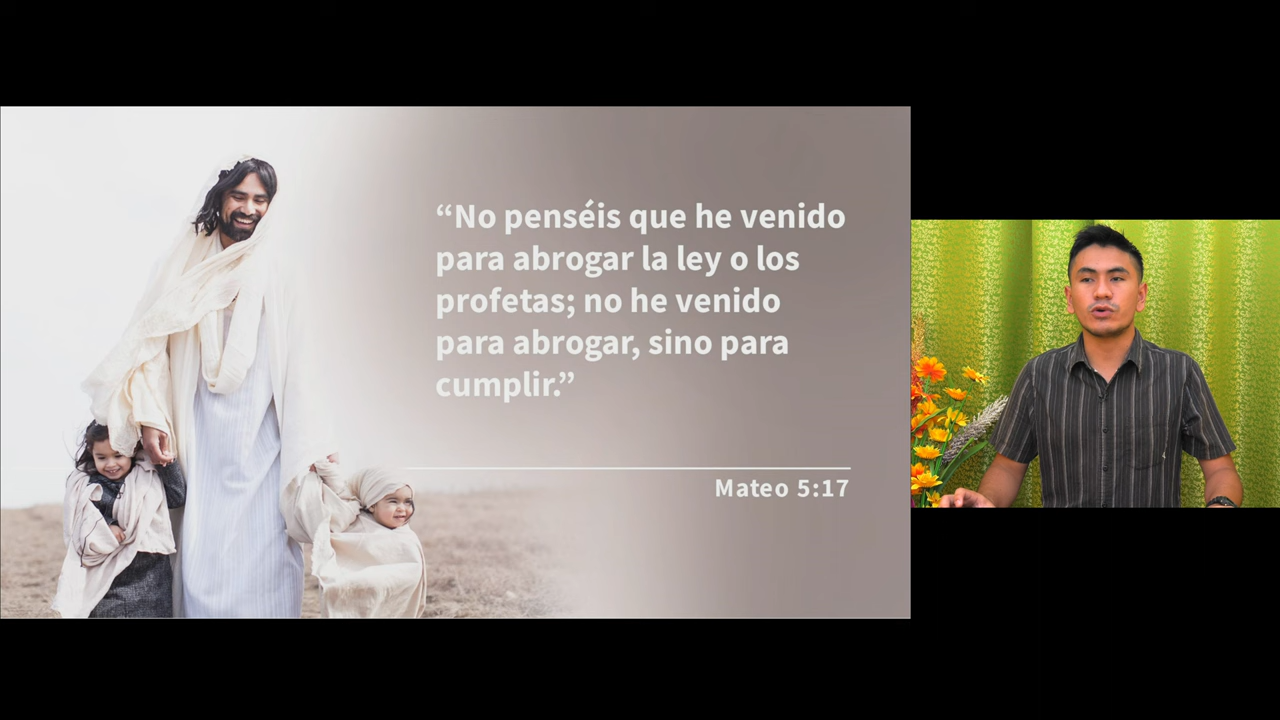 “No penséis que he venido
para abrogar la ley o los
profetas; no he venido
para abrogar, sino para
cumplir.”
Mateo 5:17